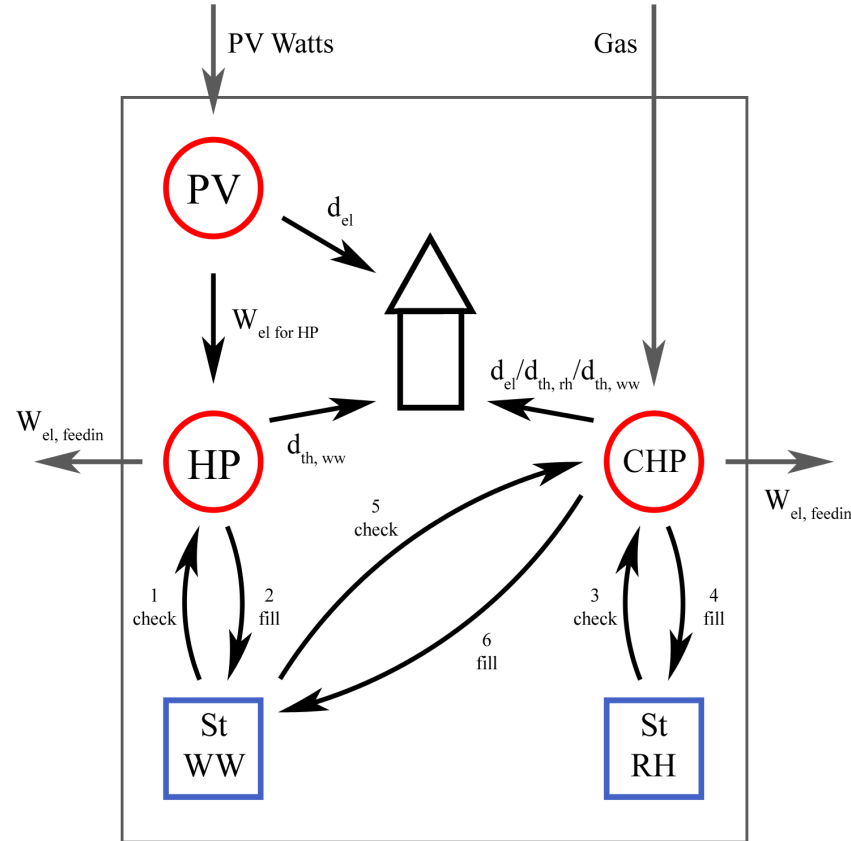 PV Watts
Gas
PV
d_el
W_el for HP
d_el/d_th, rh/d_th, ww
W_el, feedin
HP
d_th, ww
CHP
W_el, feedin
5
check
1
check
2
fill
3
check
4
fill
6
fill
St
WW
St
RH